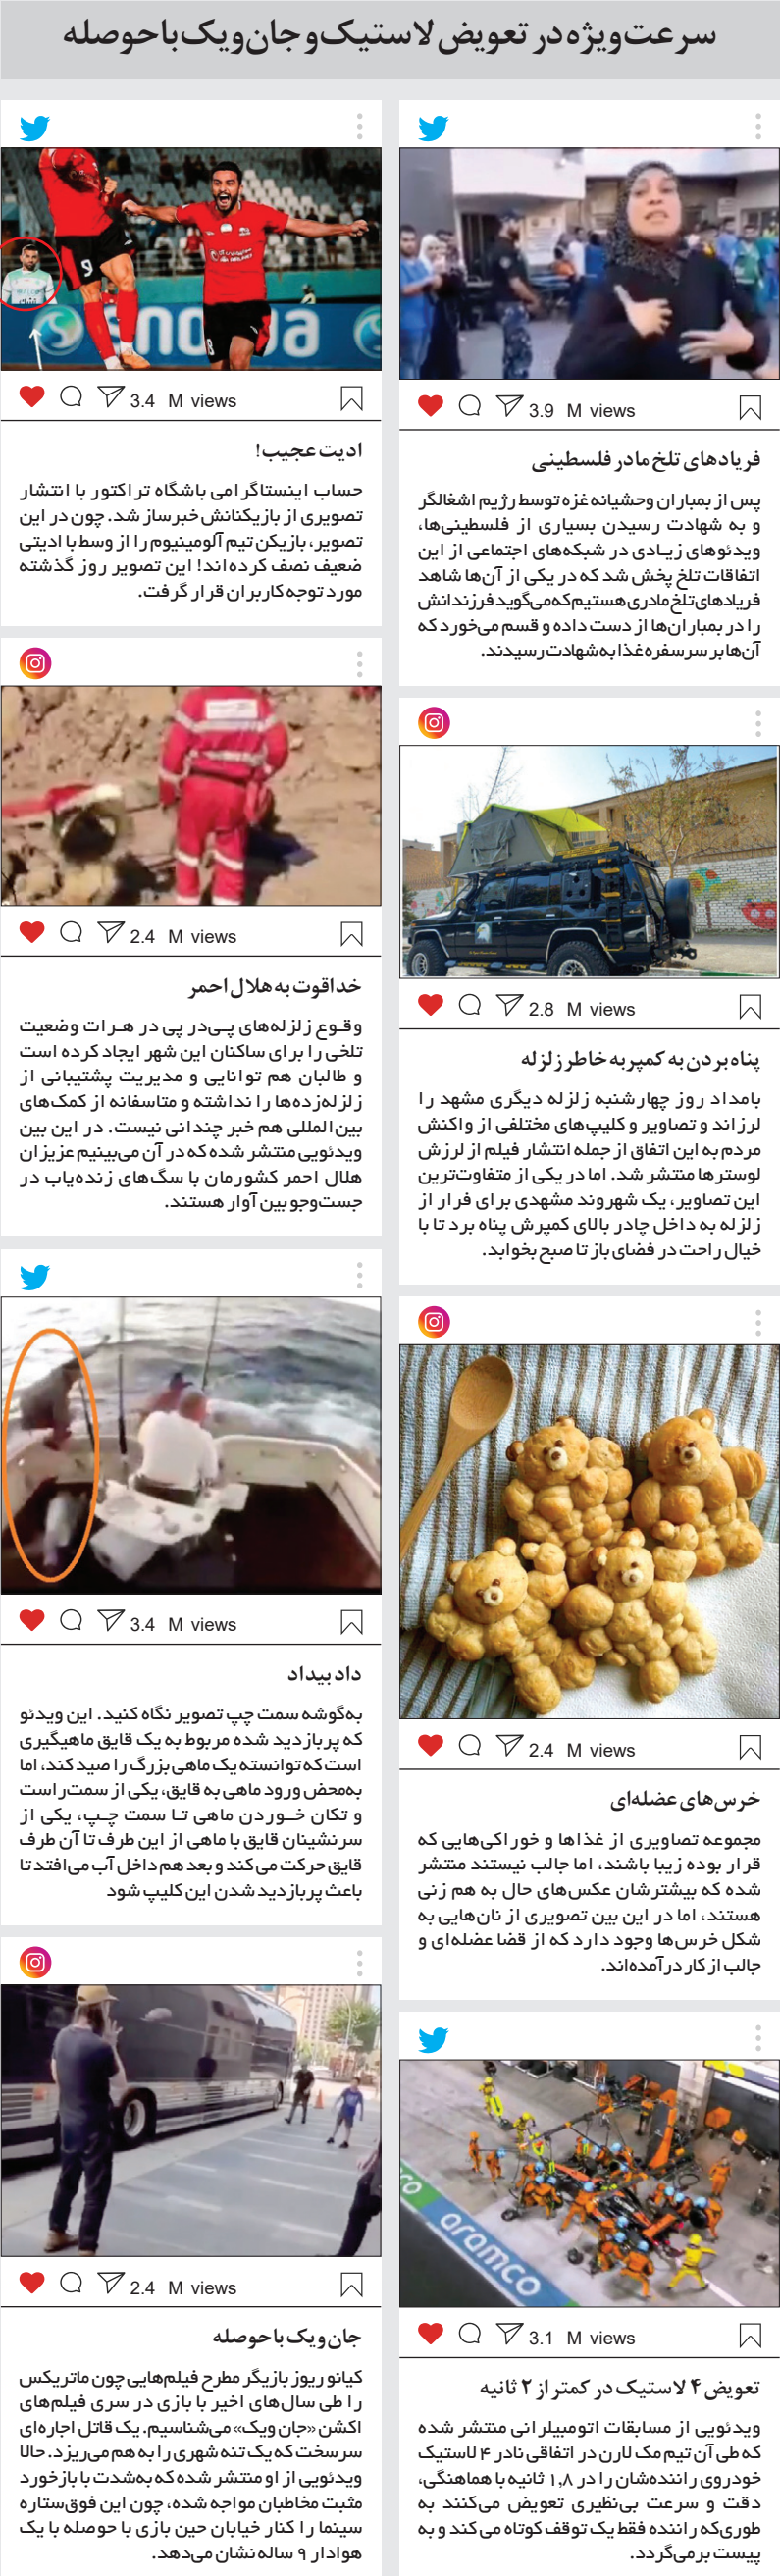 سرعت ویژه در تعویض لاستیک و جان ویک باحوصله
3.9 M views
فریادهای تلخ مادر فلسطینی
پس از بمباران وحشیانه غزه توسط رژیم اشغالگر
و به شهادت رسیدن بسیاری از فلسطینی‌ها،
ویدئوهای زیادی در شبکه‌های اجتماعی از این
اتفاقات تلخ پخش شد که در یکی از آن‌ها شاهد
فریادهای تلخ مادری هستیم که می‌گوید فرزندانش
را در بمباران‌ها از دست داده و قسم می‌خورد که
آن‌ها بر سر سفره غذا به شهادت رسیدند.
2.8 M views
پناه بردن به کمپر به خاطر زلزله
بامداد روز چهارشنبه زلزله دیگری مشهد را
لرزاند و تصاویر و کلیپ‌های مختلفی از واکنش
مردم به این اتفاق از جمله انتشار فیلم از لرزش
لوسترها منتشر شد. اما در یکی از متفاوت‌ترین
این تصاویر، یک شهروند مشهدی برای فرار از
زلزله به داخل چادر بالای کمپرش پناه برد تا با
خیال راحت در فضای باز تا صبح بخوابد.
2.4 M views
خرس‌های عضله‌ای
مجموعه تصاویری از غذاها و خوراکی‌هایی که
قرار بوده زیبا باشند، اما جالب نیستند منتشر
شده که بیشترشان عکس‌های حال به هم زنی
هستند، اما در این بین تصویری از نان‌هایی به
شکل خرس‌ها وجود دارد که از قضا عضله‌ای و
جالب از کار درآمده‌اند.
aramco
co
3.1 M views
تعویض ۴ لاستیک در کمتر از ۲ ثانیه
ویدئویی از مسابقات اتومبیلرانی منتشر شده
که طی آن تیم مک لارن در اتفاقی نادر ۴ لاستیک
خودروی راننده‌شان را در ۱,۸ ثانیه با هماهنگی،
دقت و سرعت بی‌نظیری تعویض می‌کنند به
طوری‌که راننده فقط یک توقف کوتاه می کند و به
پیست برمی‌گردد.
9
8
3.4 M views
ادیت عجیب!
حساب اینستاگرامی باشگاه تراکتور با انتشار
تصویری از بازیکنانش خبرساز شد. چون در این
تصویر، بازیکن تیم آلومینیوم را از وسط با ادیتی
ضعیف نصف کرده‌اند! این تصویر روز گذشته
مورد توجه کاربران قرار گرفت.
2.4 M views
خداقوت به هلال احمر
وقوع زلزله‌های پی‌در پی در هرات وضعیت
تلخی را برای ساکنان این شهر ایجاد کرده است
و طالبان هم توانایی و مدیریت پشتیبانی از
زلزله‌زده‌ها را نداشته و متاسفانه از کمک‌های
بین‌المللی هم خبر چندانی نیست. در این بین
ویدئویی منتشر شده که در آن می‌بینیم عزیزان
هلال احمر کشورمان با سگ‌های زنده‌یاب در
جست‌وجو بین آوار هستند.
3.4 M views
داد بیداد
به گوشه سمت چپ تصویر نگاه کنید. این ویدئو
که پربازدید شده مربوط به یک قایق ماهیگیری
است که توانسته یک ماهی بزرگ را صید کند، اما
به‌محض ورود ماهی به قایق، یکی از سمت راست
و تکان خوردن ماهی تا سمت چپ، یکی از
سرنشینان قایق با ماهی از این طرف تا آن طرف
قایق حرکت می کند و بعد هم داخل آب می‌افتد تا
باعث پربازدید شدن این کلیپ شود
2.4 M views
جان ویک باحوصله
کیانو ریوز بازیگر مطرح فیلم‌هایی چون ماتریکس
را طی سال‌های اخیر با بازی در سری فیلم‌های
اکشن «جان ویک» می‌شناسیم. یک قاتل اجاره‌ای
سرسخت که یک تنه شهری را به هم می‌ریزد. حالا
ویدئویی از او منتشر شده که به‌شدت با بازخورد
مثبت مخاطبان مواجه شده، چون این فوق‌ستاره
سینما را کنار خیابان حین بازی با حوصله با یک
هوادار ۹ ساله نشان می‌دهد.